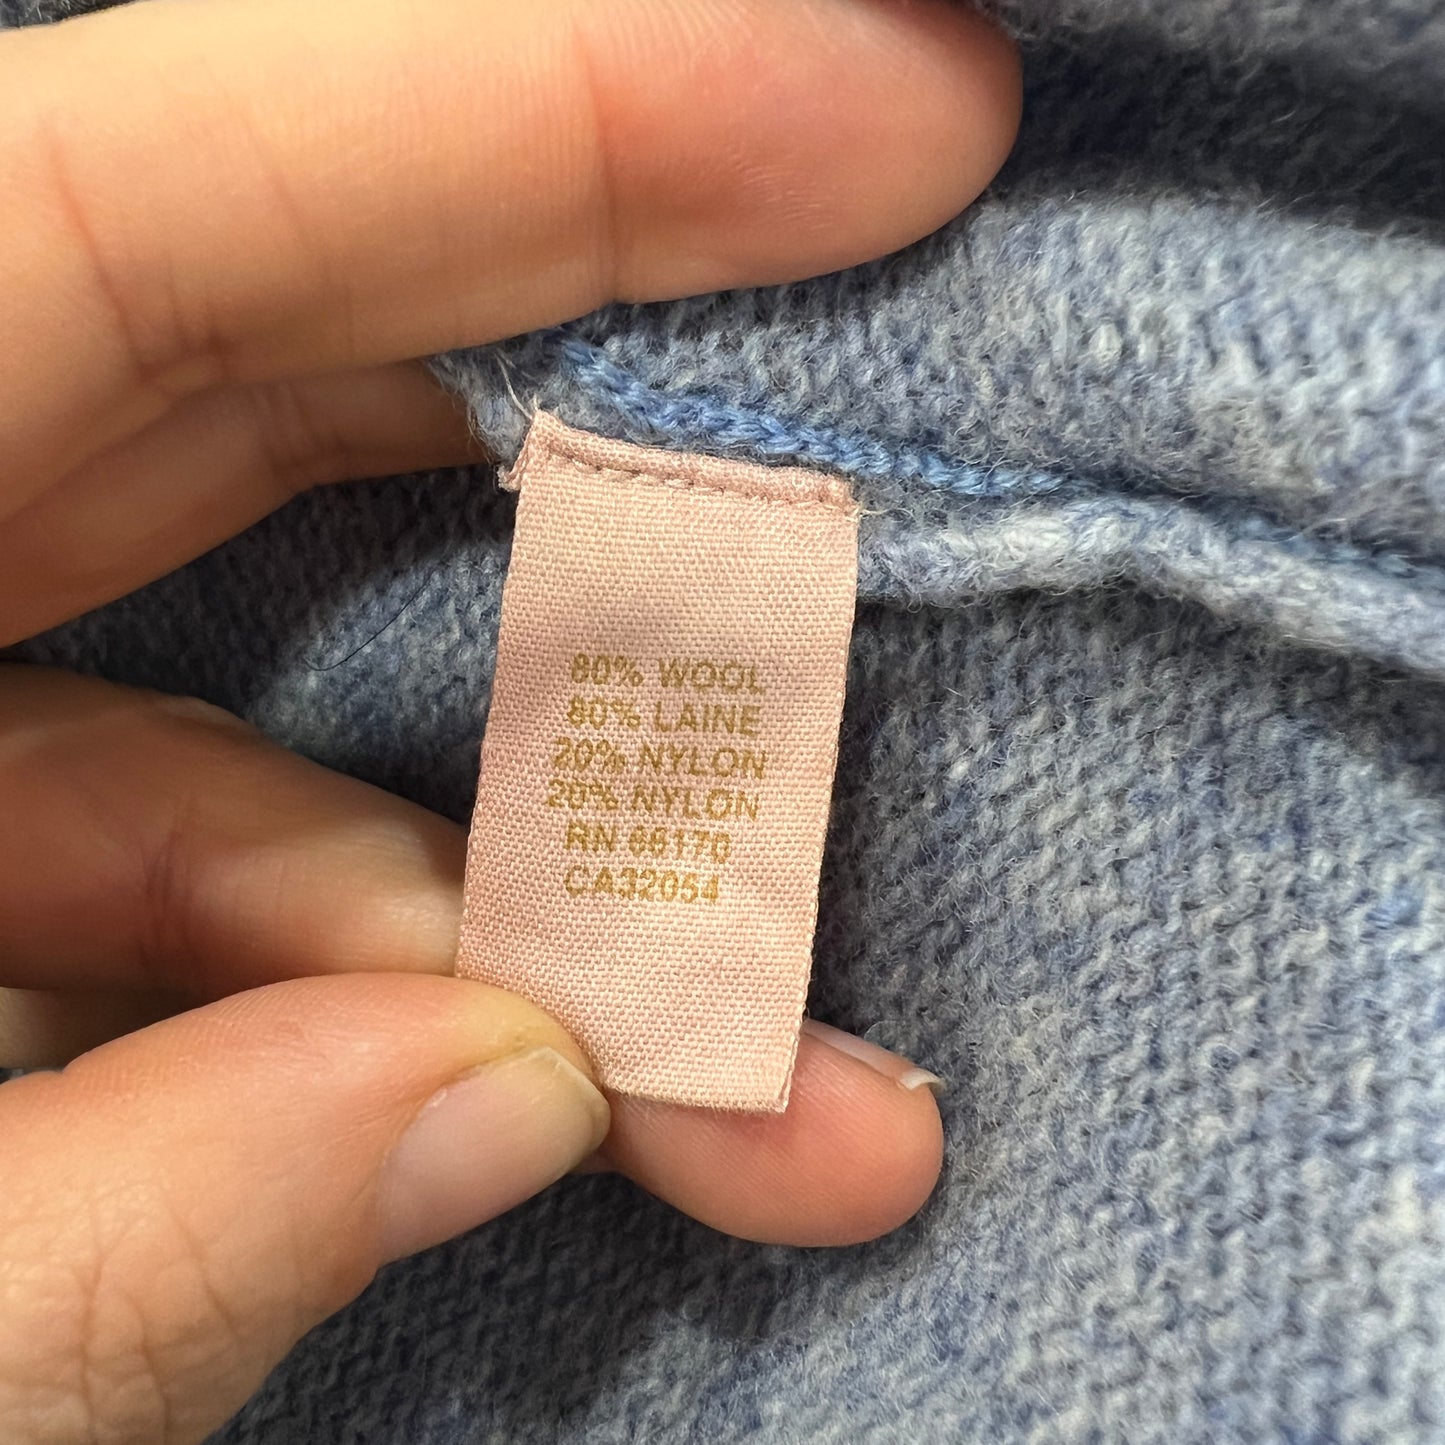 80% WOOL
80% LAINE
20% NYLON
20% NYLON
RN 66170
CA32054